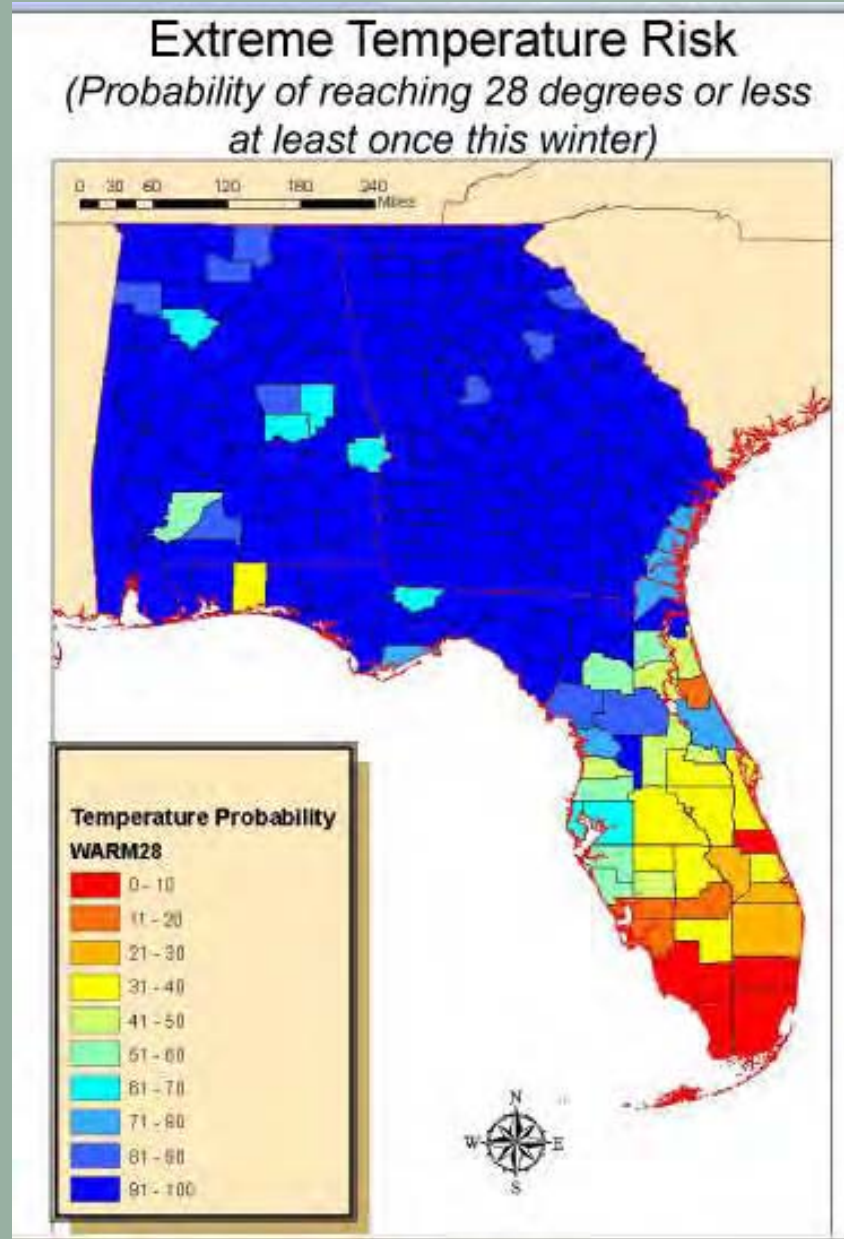 Extreme Temperature Risk
(Probability of reaching 28 degrees or less
at least once this winter)
0 30 60 120 180 240
Miles
Temperature Probability
WARM28
0 - 10
11 - 20
21 - 30
31 - 40
41 - 50
51 - 60
61 - 70
71 - 80
81 - 90
91 - 100
N
W E
S